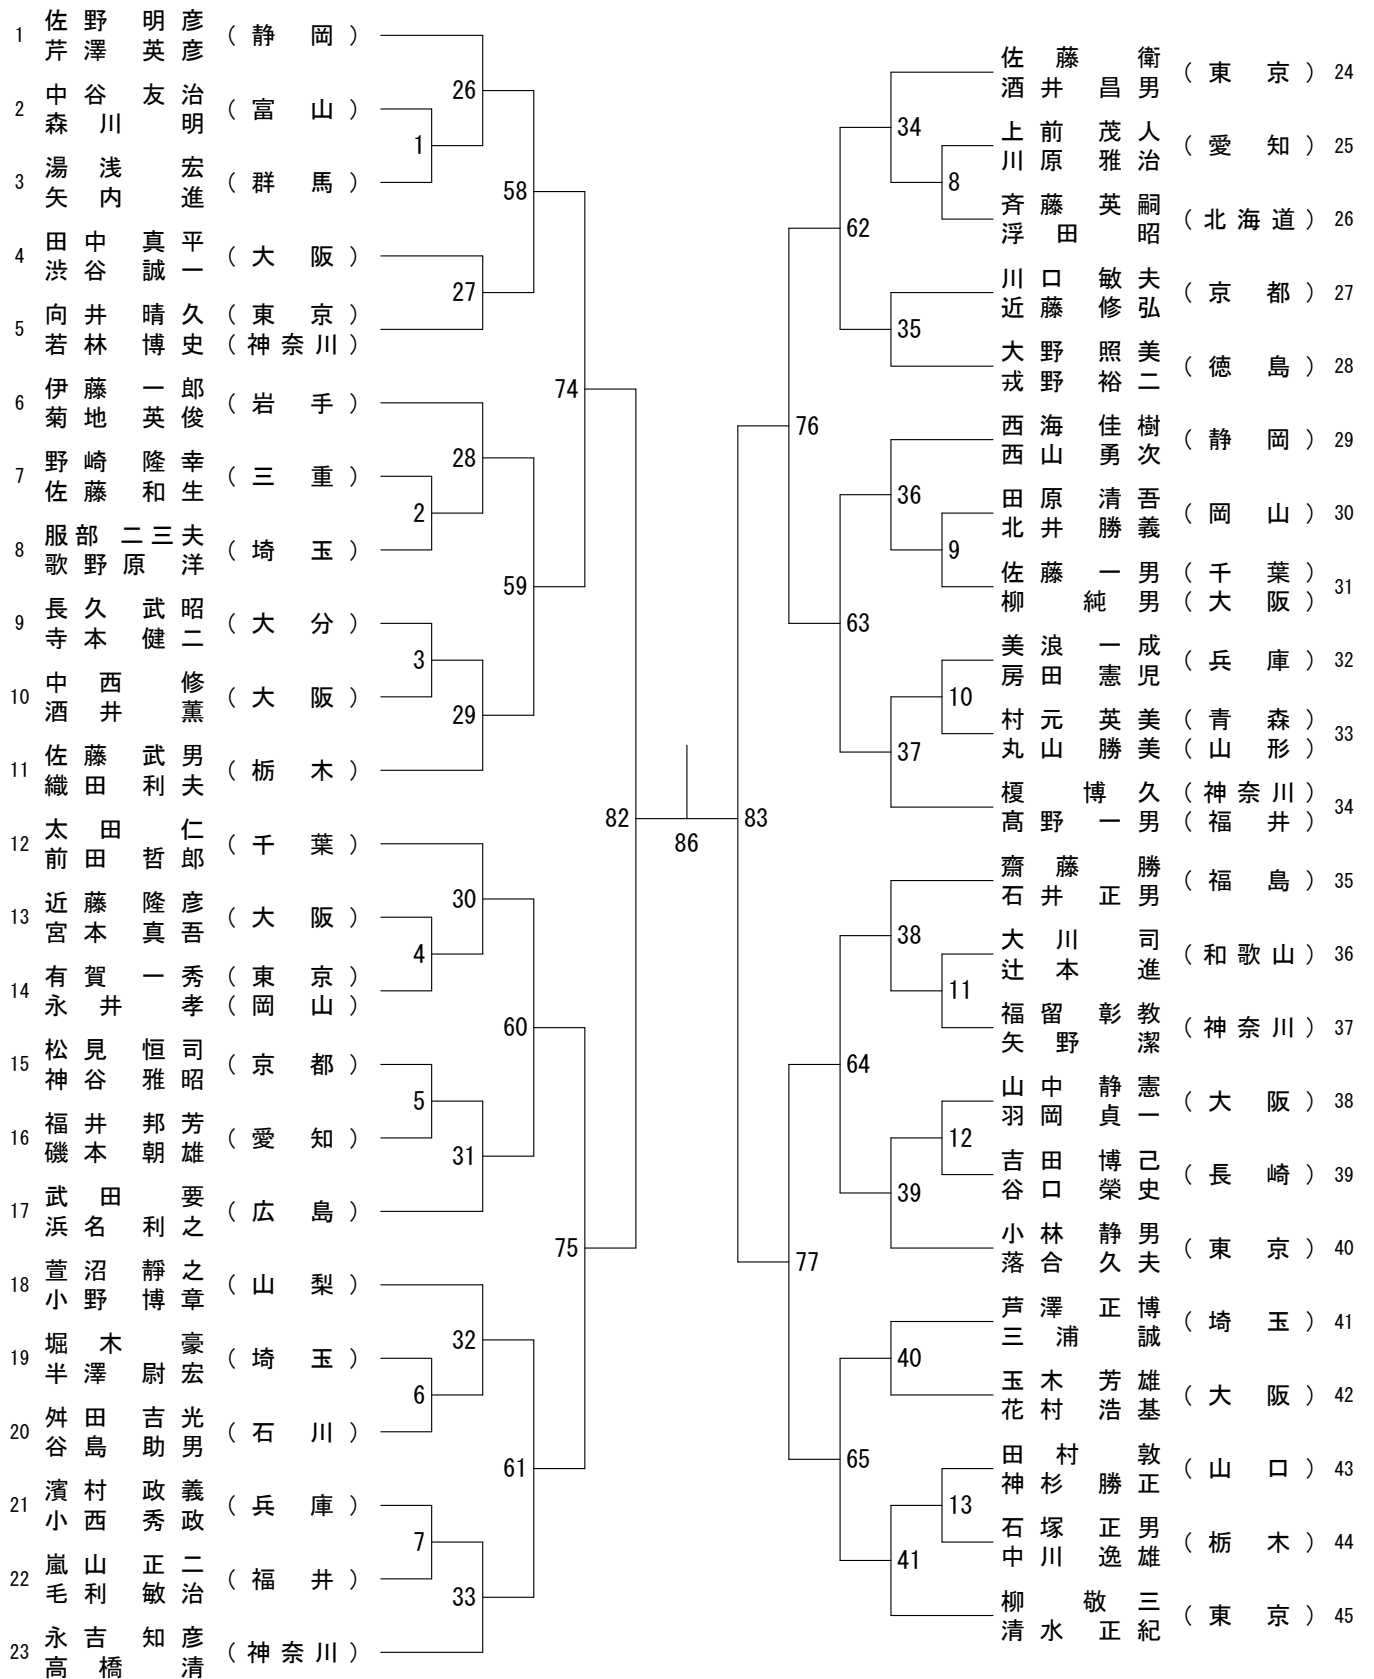 1 佐野 明彦 (静岡)
芹澤 英彦
2 中谷 友治 (富山)
森川 明
3 湯浅 宏 (群馬)
矢内 進
4 田中 真平 (大阪)
渋谷 誠一
5 向井 晴久 (東京)
若林 博史 (神奈川)
6 伊藤 一郎 (岩手)
菊地 英俊
7 野崎 隆幸 (三重)
佐藤 和生
8 服部 二三夫 (埼玉)
歌野原 洋
9 長久 武昭 (大分)
寺本 健二
10 中西 修 (大阪)
酒井 薫
11 佐藤 武男 (栃木)
織田 利夫
12 太田 仁 (千葉)
前田 哲郎
13 近藤 隆彦 (大阪)
宮本 真吾
14 有賀 一秀 (東京)
永井 孝 (岡山)
15 松見 恒司 (京都)
神谷 雅昭
16 福井 邦芳 (愛知)
磯本 朝雄
17 武田 要 (広島)
浜名 利之
18 萱沼 靜之 (山梨)
小野 博章
19 堀木 豪 (埼玉)
半澤 尉宏
20 舛田 吉光 (石川)
谷島 助男
21 濱村 政義 (兵庫)
小西 秀政
22 嵐山 正二 (福井)
毛利 敏治
23 永吉 知彦 (神奈川)
高橋 清
26
1
58
27
74
28
2
59
3
29
82
30
4
60
5
31
75
32
6
61
7
33
86
83
34
8
62
35
76
36
9
63
10
37
38
11
64
12
39
77
40
65
13
41
佐藤 衛 (東京) 24
酒井 昌男
上前 茂人 (愛知) 25
川原 雅治
斉藤 英嗣 (北海道) 26
浮田 昭
川口 敏夫 (京都) 27
近藤 修弘
大野 照美 (徳島) 28
戎野 裕二
西海 佳樹 (静岡) 29
西山 勇次
田原 清吾 (岡山) 30
北井 勝義
佐藤 一男 (千葉) 31
柳 純男 (大阪)
美浪 一成 (兵庫) 32
房田 憲児
村元 英美 (青森) 33
丸山 勝美 (山形)
榎 博久 (神奈川) 34
髙野 一男 (福井)
齋藤 勝 (福島) 35
石井 正男
大川 司 (和歌山) 36
辻本 進
福留 彰教 (神奈川) 37
矢野 潔
山中 静憲 (大阪) 38
羽岡 貞一
吉田 博己 (長崎) 39
谷口 榮史
小林 静男 (東京) 40
落合 久夫
芦澤 正博 (埼玉) 41
三浦 誠
玉木 芳雄 (大阪) 42
花村 浩基
田村 敦 (山口) 43
神杉 勝正
石塚 正男 (栃木) 44
中川 逸雄
柳 敬三 (東京) 45
清水 正紀